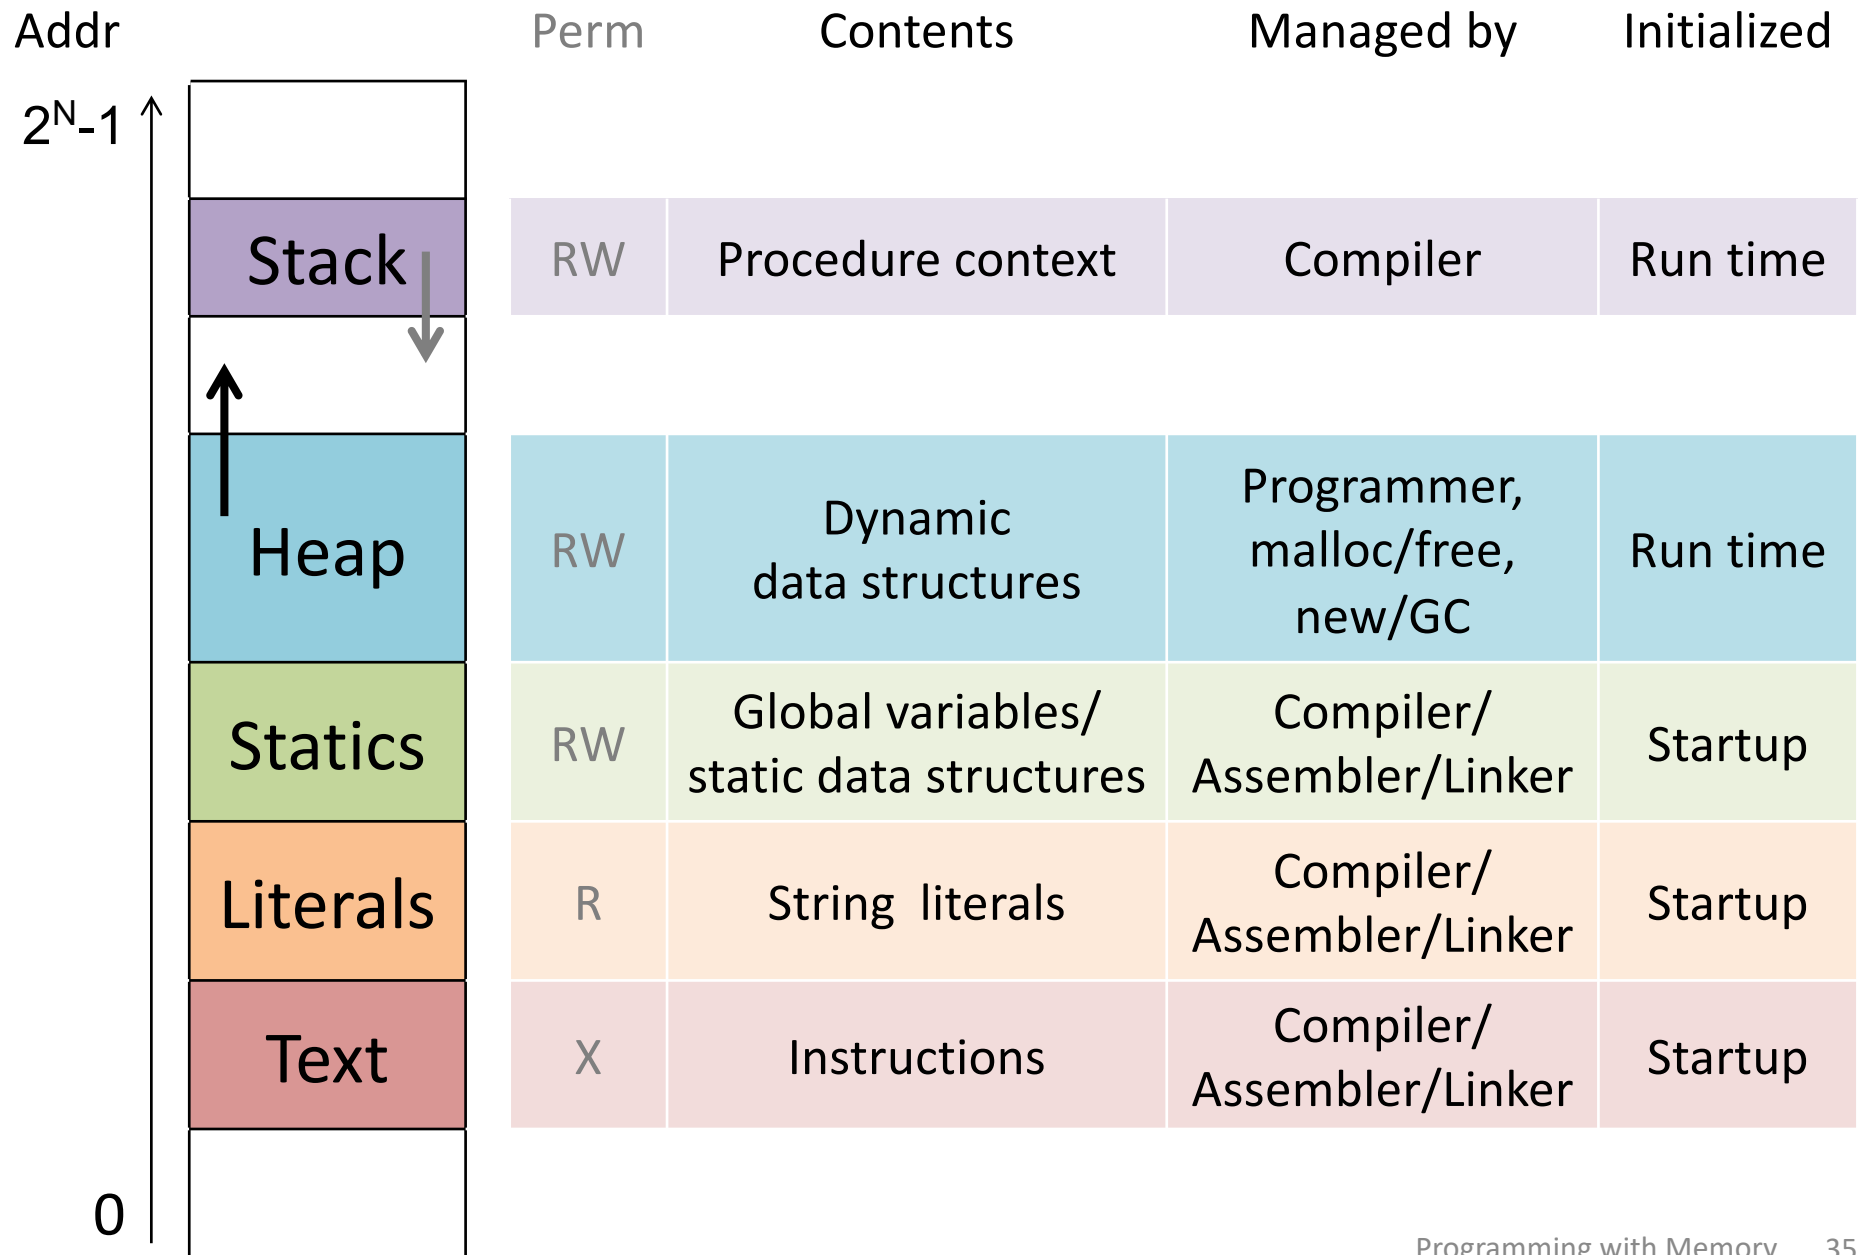 Addr Perm Contents Managed by Initialized
2ᴺ-1
Stack RW Procedure context Compiler Run time
Heap RW Dynamic
data structures
Programmer,
malloc/free,
new/GC
Run time
Statics RW Global variables/
static data structures
Compiler/
Assembler/Linker
Startup
Literals R String literals
Compiler/
Assembler/Linker
Startup
Text X Instructions
Compiler/
Assembler/Linker
Startup
0
Programming with Memory 35